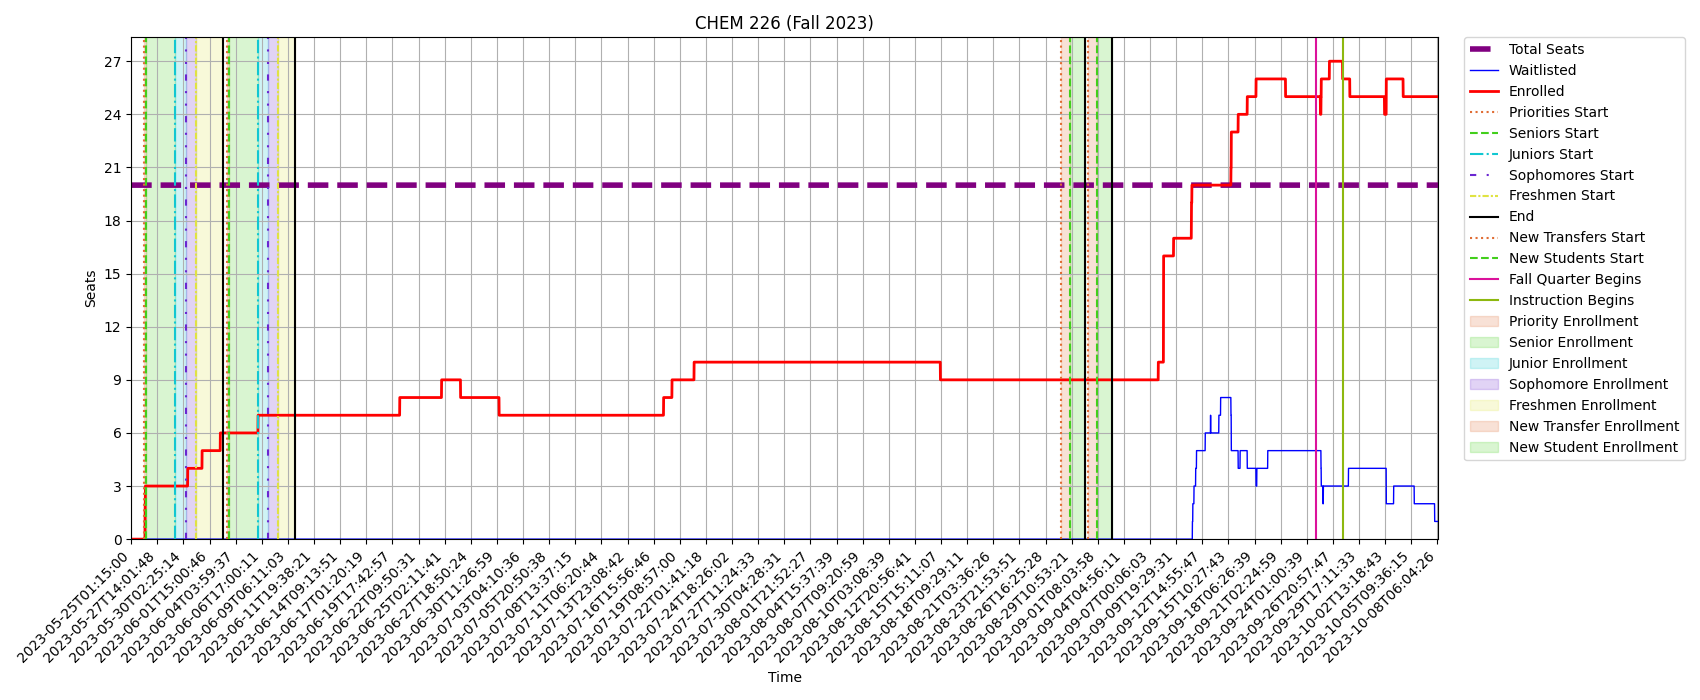 CHEM 226 (Fall 2023)
Seats
27
24
21
18
15
12
9
6
3
0
2023-05-25T01:15:00
2023-05-27T14:01:48
2023-05-30T02:25:14
2023-06-01T15:00:46
2023-06-04T03:59:37
2023-06-06T17:00:11
2023-06-09T06:11:03
2023-06-11T19:38:21
2023-06-14T09:13:51
2023-06-17T01:20:19
2023-06-19T17:42:57
2023-06-22T09:50:31
2023-06-25T02:11:41
2023-06-27T18:50:24
2023-06-30T11:26:59
2023-07-03T04:10:36
2023-07-05T20:50:38
2023-07-08T13:37:15
2023-07-11T06:20:44
2023-07-13T23:08:42
2023-07-16T15:56:46
2023-07-19T08:57:00
2023-07-22T01:41:18
2023-07-24T18:26:02
2023-07-27T11:24:33
2023-07-30T04:28:31
2023-08-01T21:52:27
2023-08-04T15:37:39
2023-08-07T09:20:59
2023-08-10T03:08:39
2023-08-12T20:56:41
2023-08-15T15:11:07
2023-08-18T09:29:11
2023-08-21T03:36:26
2023-08-23T21:53:51
2023-08-26T16:25:28
2023-08-29T10:53:21
2023-09-01T08:03:58
2023-09-04T04:56:11
2023-09-07T00:06:03
2023-09-09T19:29:31
2023-09-12T14:55:47
2023-09-15T10:27:43
2023-09-18T06:26:39
2023-09-21T02:24:59
2023-09-24T01:00:39
2023-09-26T20:57:47
2023-09-29T17:11:33
2023-10-02T13:18:43
2023-10-05T09:36:15
2023-10-08T06:04:26
Time
Total Seats
Waitlisted
Enrolled
Priorities Start
Seniors Start
Juniors Start
Sophomores Start
Freshmen Start
End
New Transfers Start
New Students Start
Fall Quarter Begins
Instruction Begins
Priority Enrollment
Senior Enrollment
Junior Enrollment
Sophomore Enrollment
Freshmen Enrollment
New Transfer Enrollment
New Student Enrollment